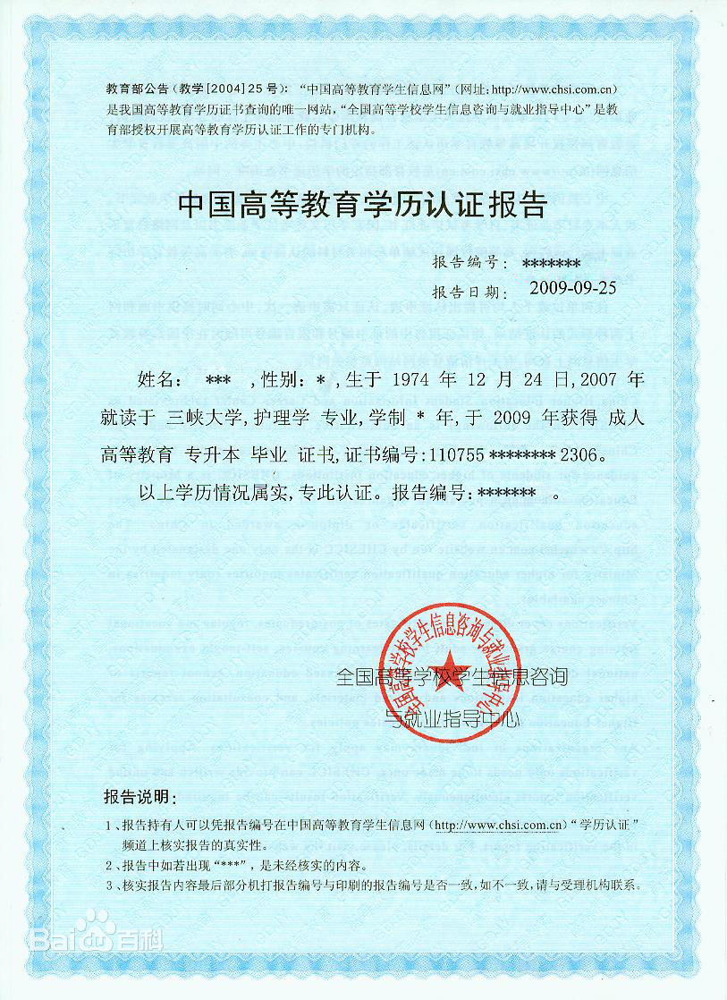 教育部公告（教学[2004]25号）：“中国高等教育学生信息网”（网址：http://www.chsi.com.cn）
是我国高等教育学历证书查询的唯一网站，“全国高等学校学生信息咨询与就业指导中心”是教
育部授权开展高等教育学历认证工作的专门机构。
中国高等教育学历认证报告
报告编号： *******
报告日期： 2009-09-25
姓名： *** ,性别：* ,生于 1974 年 12 月 24 日,2007 年
就读于 三峡大学,护理学 专业,学制 * 年,于 2009 年获得 成人
高等教育 专升本 毕业 证书,证书编号:110755********2306。
以上学历情况属实,专此认证。报告编号:******* 。
全国高等学校学生信息咨询与就业指导中心
全国高等学校学生信息咨询
与就业指导中心
报告说明：
1、报告持有人可以凭报告编号在中国高等教育学生信息网（http://www.chsi.com.cn）“学历认证”
频道上核实报告的真实性。
2、报告中如若出现“***”，是未经核实的内容。
3、核实报告内容最后部分机打报告编号与印刷的报告编号是否一致，如不一致，请与受理机构联系。
Baidu百科